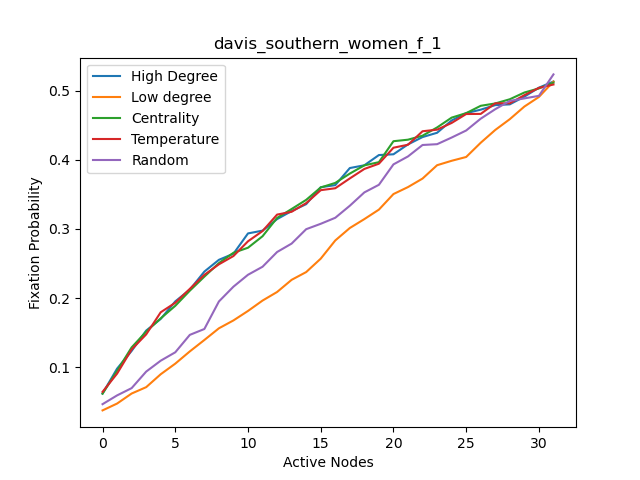 davis_southern_women_f_1
High Degree
Low degree
Centrality
Temperature
Random
Fixation Probability
0.5
0.4
0.3
0.2
0.1
0 5 10 15 20 25 30
Active Nodes